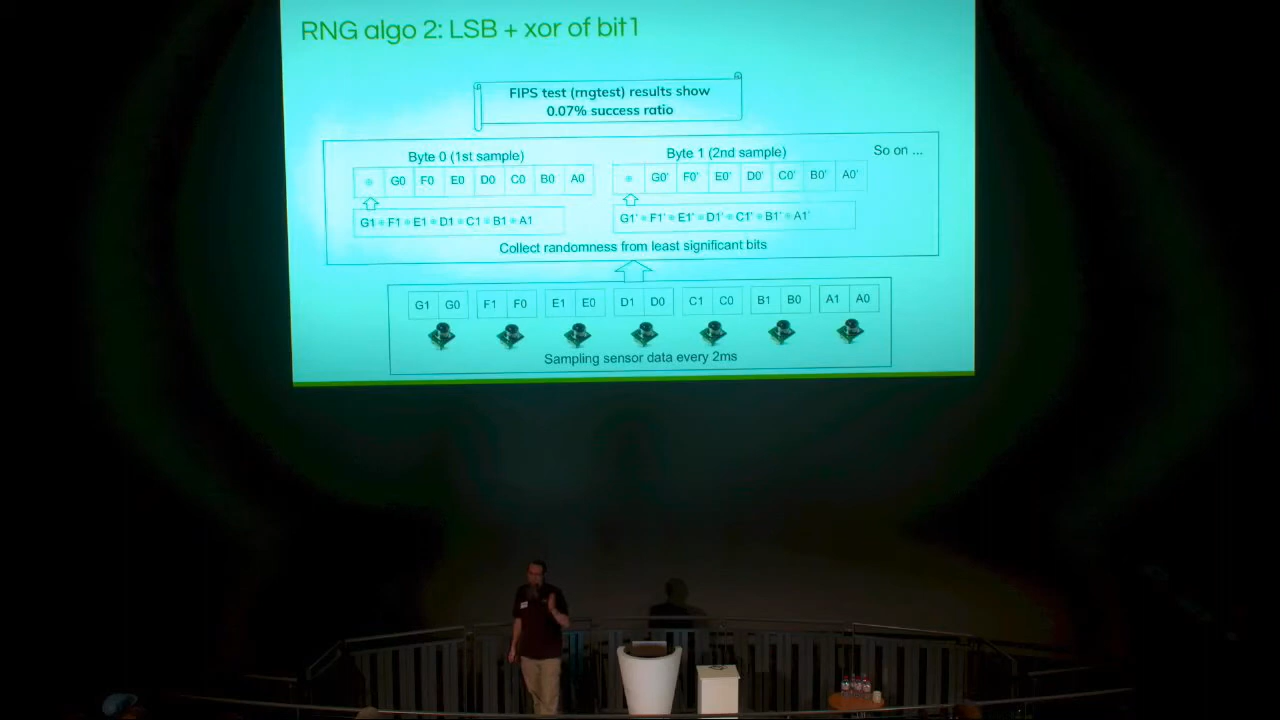 RNG algo 2: LSB + xor of bit1
FIPS test (rngtest) results show
0.07% success ratio
Byte 0 (1st sample)
Byte 1 (2nd sample)
So on ...
G0 F0 E0 D0 C0 B0 A0
G0' F0' E0' D0' C0' B0' A0'
G1 F1 E1 D1 C1 B1 A1
G1' F1' E1' D1' C1' B1' A1'
Collect randomness from least significant bits
G1 G0 F1 F0 E1 E0 D1 D0 C1 C0 B1 B0 A1 A0
Sampling sensor data every 2ms